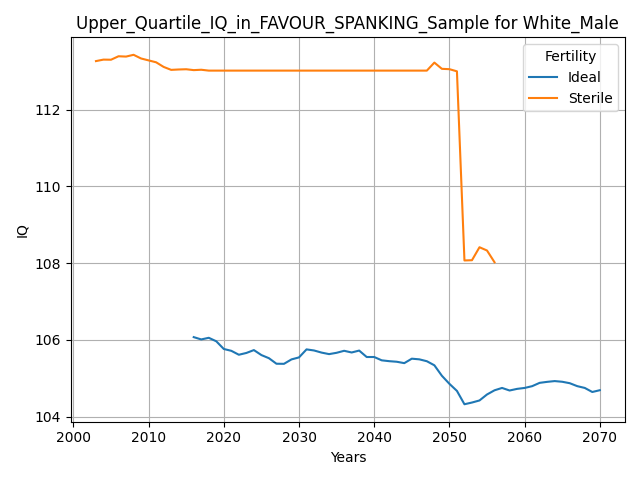 Upper_Quartile_IQ_in_FAVOUR_SPANKING_Sample for White_Male
Fertility
Ideal
Sterile
IQ
112
110
108
106
104
2000 2010 2020 2030 2040 2050 2060 2070
Years